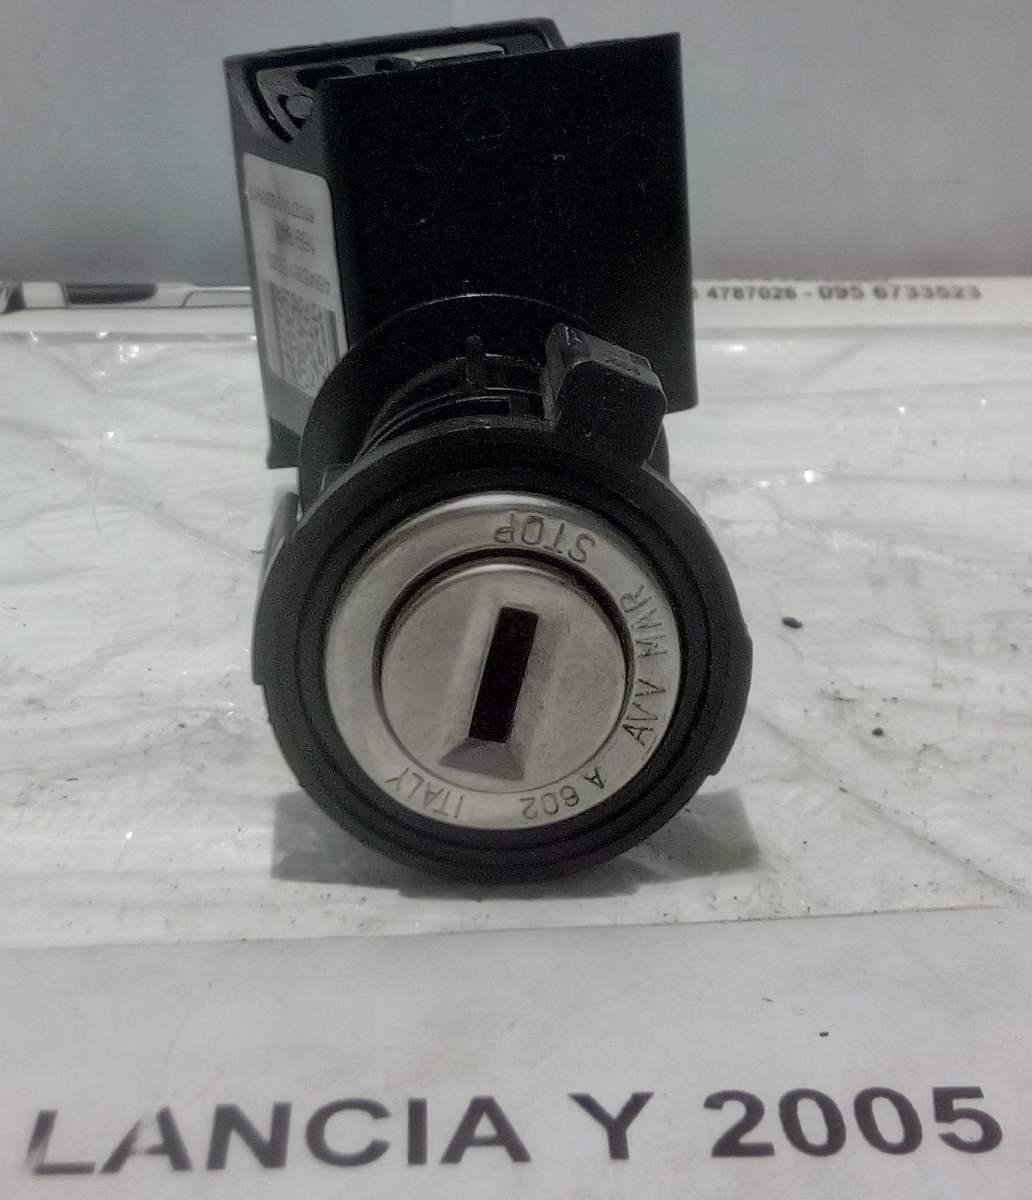 4787026 - 095 6733523
STOP
MAR
AVV
A 602
ITALY
LANCIA Y 2005